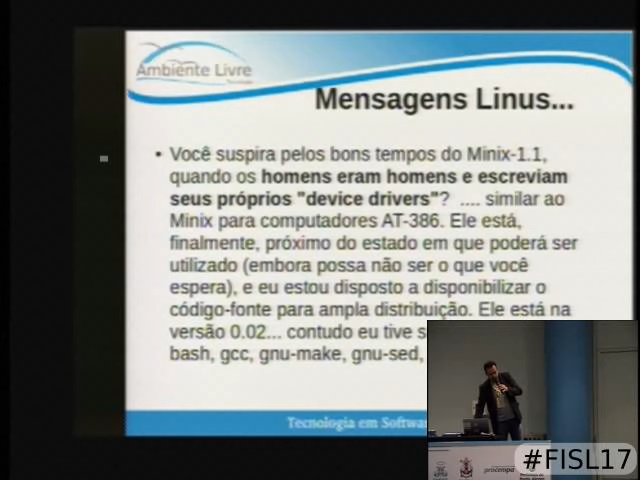 Ambiente Livre
Mensagens Linus...
• Você suspira pelos bons tempos do Minix-1.1,
quando os homens eram homens e escreviam
seus próprios "device drivers"? .... similar ao
Minix para computadores AT-386. Ele está,
finalmente, próximo do estado em que poderá ser
utilizado (embora possa não ser o que você
espera), e eu estou disposto a disponibilizar o
código-fonte para ampla distribuição. Ele está na
versão 0.02... contudo eu tive s
bash, gcc, gnu-make, gnu-sed,
Tecnologia em Softwa
procempa
#FISL17